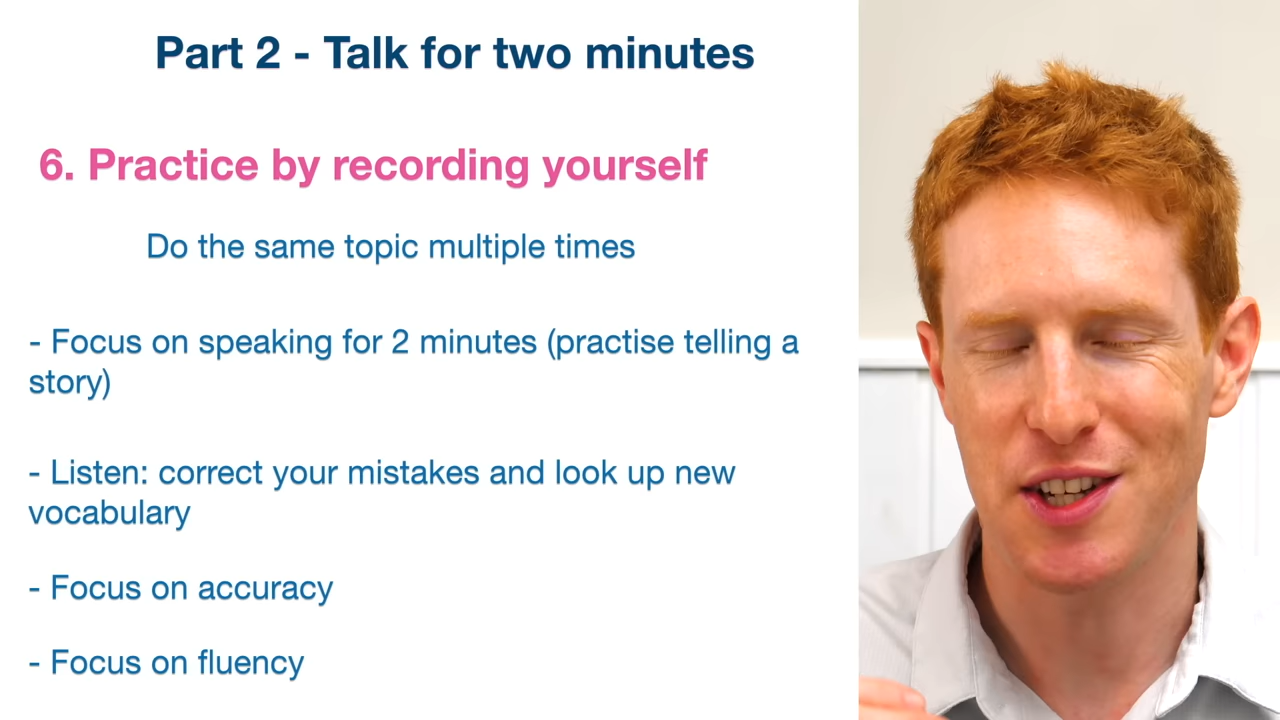 Part 2 - Talk for two minutes
6. Practice by recording yourself
Do the same topic multiple times
- Focus on speaking for 2 minutes (practise telling a
story)
- Listen: correct your mistakes and look up new
vocabulary
- Focus on accuracy
- Focus on fluency